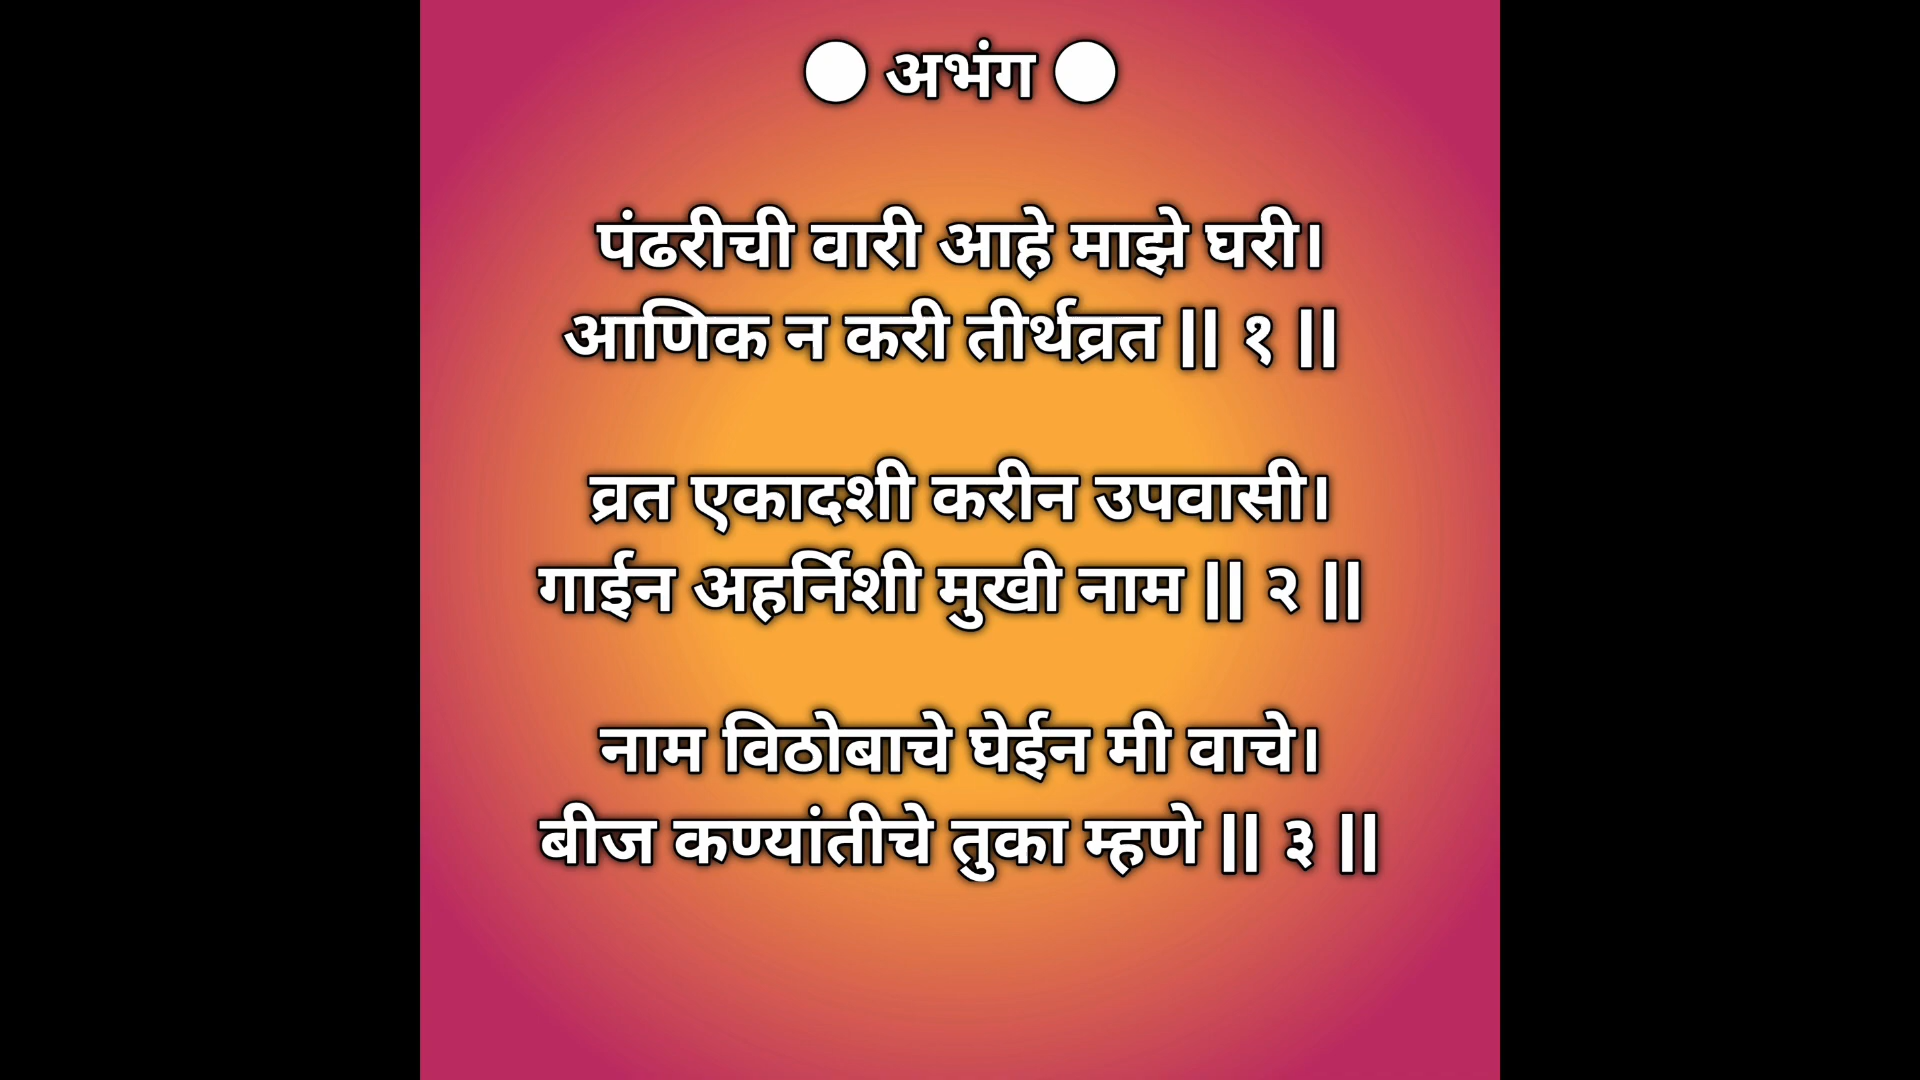 ● अभंग ●
पंढरीची वारी आहे माझे घरी।
आणिक न करी तीर्थव्रत || १ ||
व्रत एकादशी करीन उपवासी।
गाईन अहर्निशी मुखी नाम || २ ||
नाम विठोबाचे घेईन मी वाचे।
बीज कण्यांतीचे तुका म्हणे || ३ ||